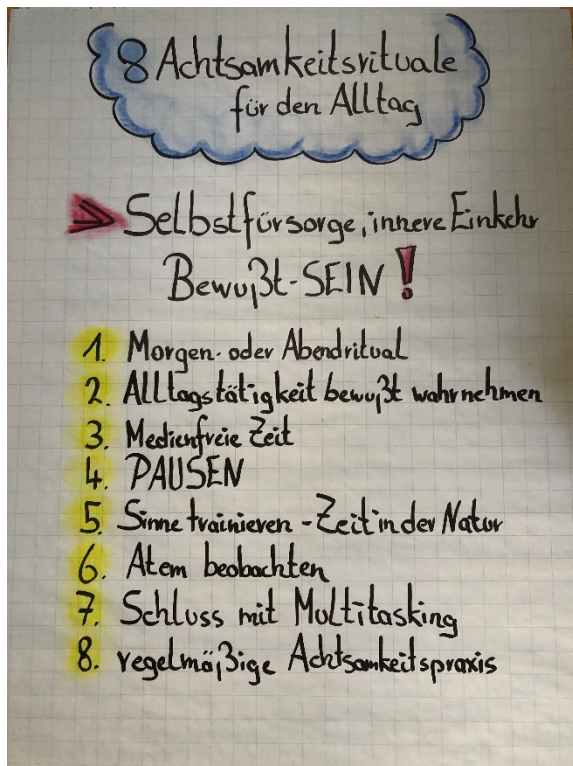 8 Achtsamkeitsrituale
für den Alltag
Selbstfürsorge, innere Einkehr
Bewußt-SEIN!
1. Morgen- oder Abendritual
2. Alltagstätigkeit bewußt wahrnehmen
3. Medienfreie Zeit
4. PAUSEN
5. Sinne trainieren - Zeit in der Natur
6. Atem beobachten
7. Schluss mit Multitasking
8. regelmäßige Achtsamkeitspraxis